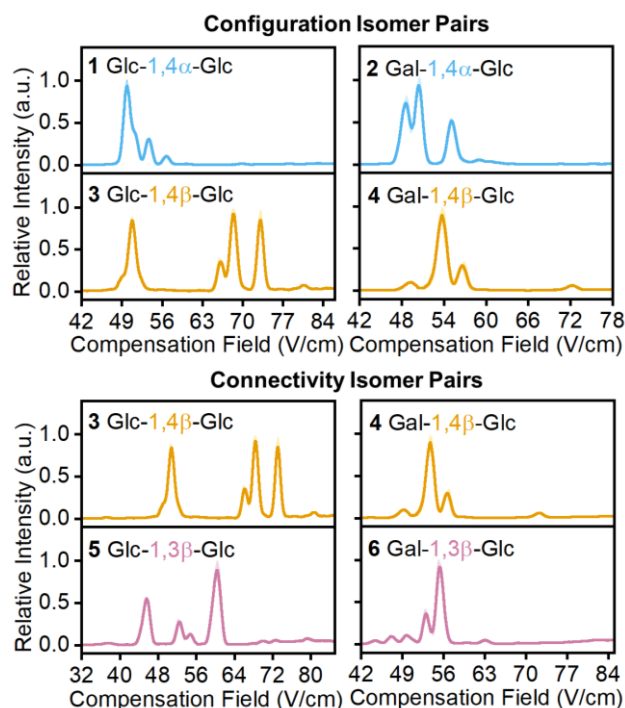 Configuration Isomer Pairs
Relative Intensity (a.u.)
1 Glc-1,4α-Glc
1.0
0.5
0.0
2 Gal-1,4α-Glc
3 Glc-1,4β-Glc
1.0
0.5
0.0
4 Gal-1,4β-Glc
42 49 56 63 70 77 84
48 54 60 66 72 78
42
Compensation Field (V/cm)
Compensation Field (V/cm)
Connectivity Isomer Pairs
Relative Intensity (a.u.)
3 Glc-1,4β-Glc
1.0
0.5
0.0
4 Gal-1,4β-Glc
5 Glc-1,3β-Glc
1.0
0.5
0.0
6 Gal-1,3β-Glc
32 40 48 56 64 72 80
42 49 56 63 70 77 84
Compensation Field (V/cm)
Compensation Field (V/cm)